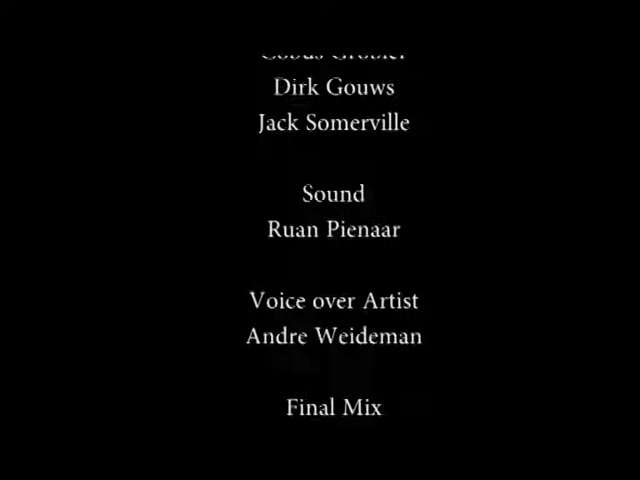 Dirk Gouws
Jack Somerville
Sound
Ruan Pienaar
Voice over Artist
Andre Weideman
Final Mix